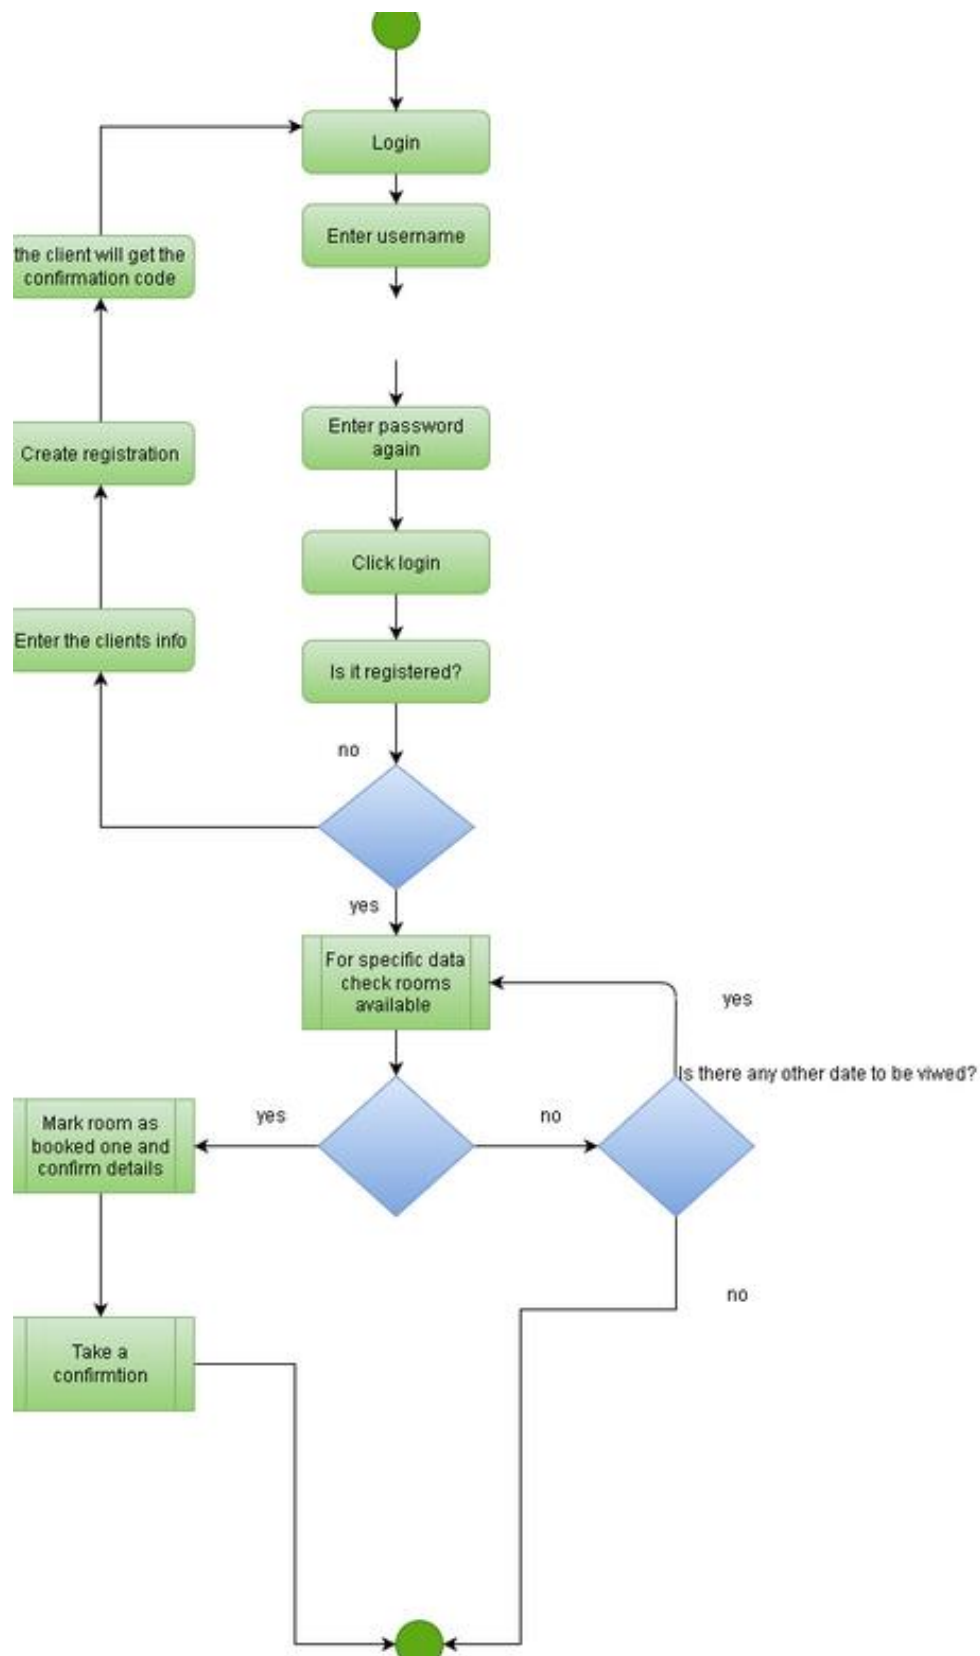 Login
Enter username
the client will get the
confirmation code
Enter password
again
Create registration
Click login
Enter the clients info
Is it registered?
no
yes
For specific data
check rooms
available
yes
Is there any other date to be viwed?
Mark room as
booked one and
confirm details
yes
no
no
Take a
confirmtion